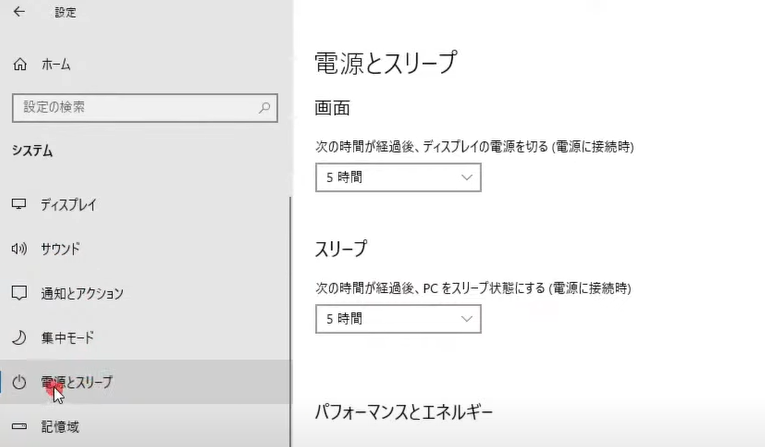 設定
ホーム
設定の検索
システム
ディスプレイ
サウンド
通知とアクション
集中モード
電源とスリープ
記憶域
電源とスリープ
画面
次の時間が経過後、ディスプレイの電源を切る (電源に接続時)
5 時間
スリープ
次の時間が経過後、PC をスリープ状態にする (電源に接続時)
5 時間
パフォーマンスとエネルギー